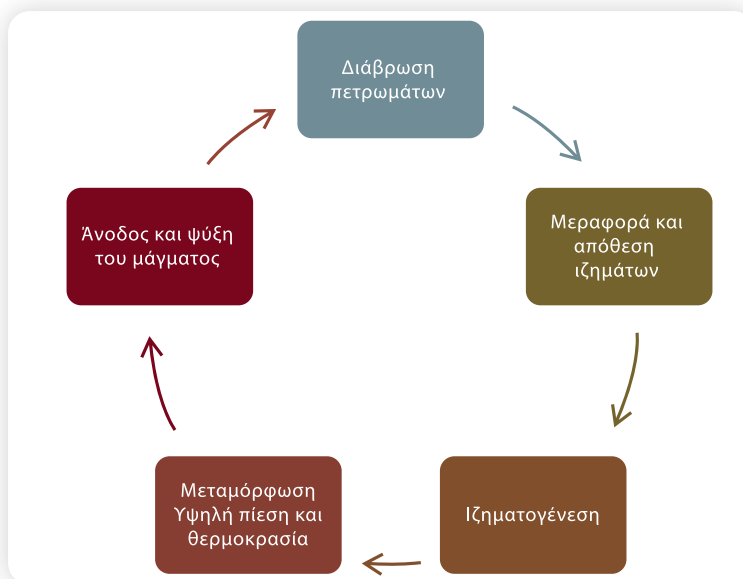 Διάβρωση
πετρωμάτων
Μεραφορά και
απόθεση
ιζημάτων
Ιζηματογένεση
Μεταμόρφωση
Υψηλή πίεση και
θερμοκρασία
Άνοδος και ψύξη
του μάγματος